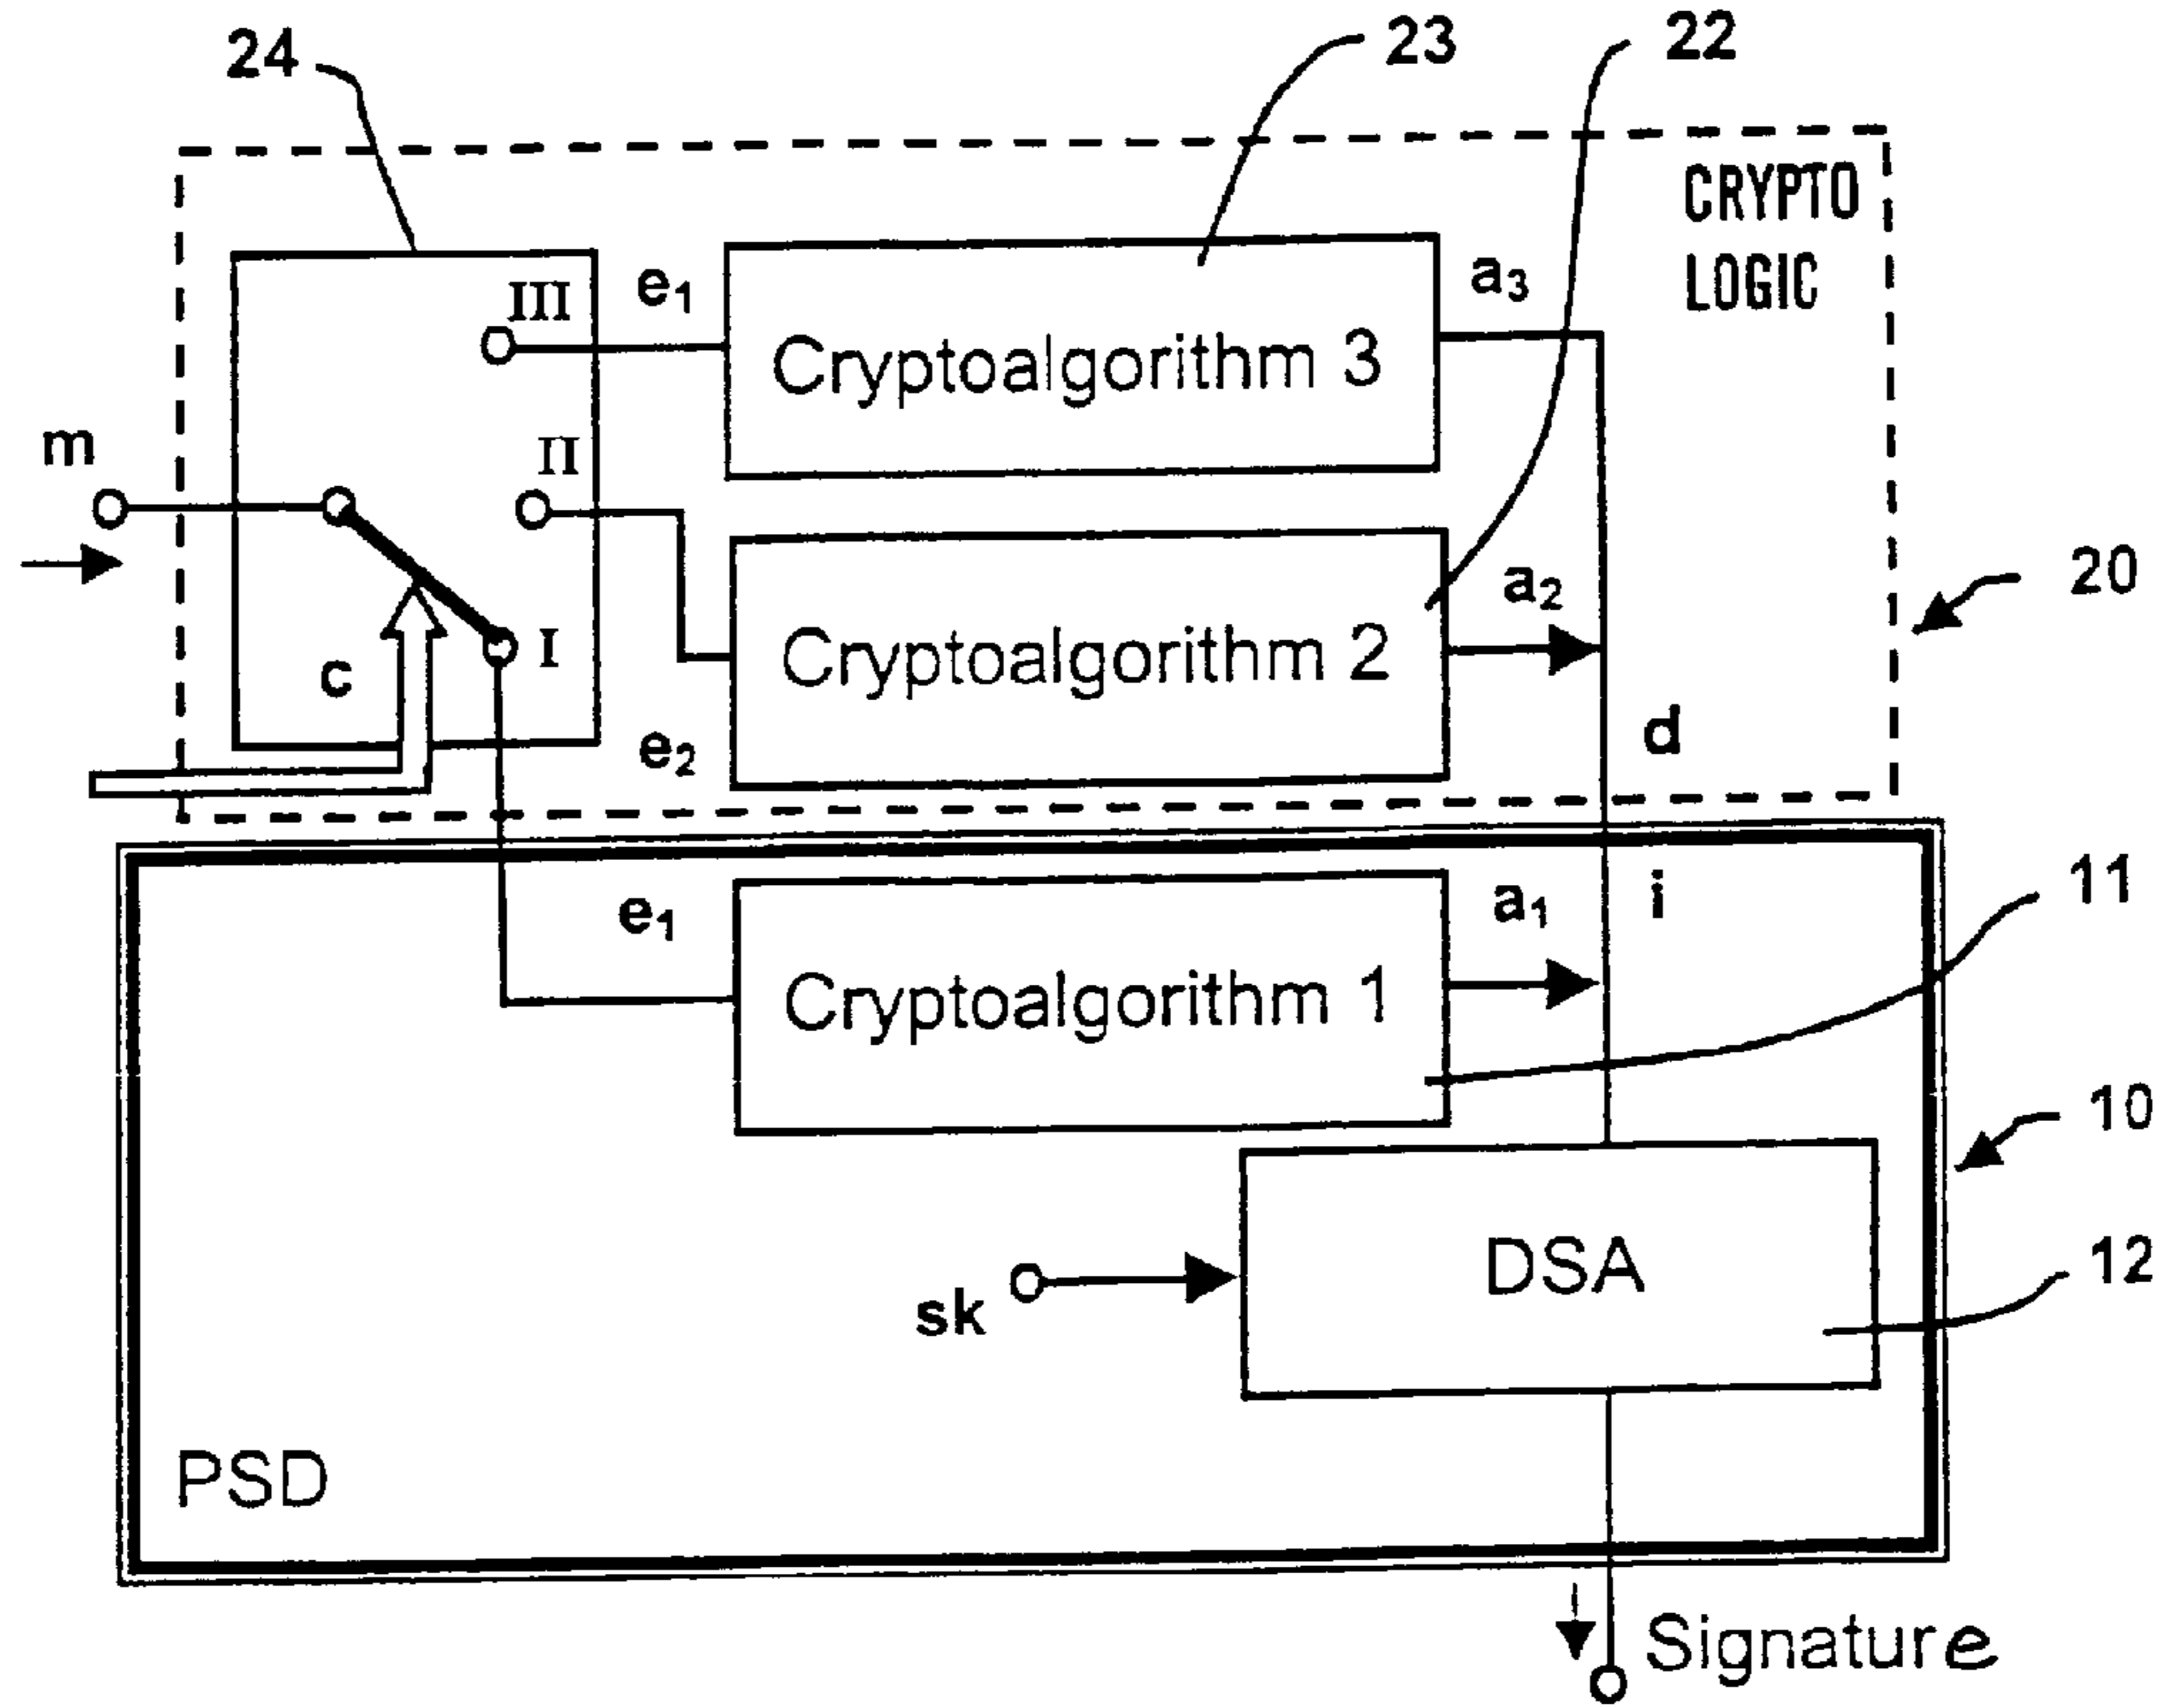 24
23
22
CRYPTO
LOGIC
III
e1
a3
Cryptoalgorithm 3
m
II
a2
20
Cryptoalgorithm 2
c
I
e2
d
e1
a1
i
11
Cryptoalgorithm 1
10
sk
DSA
12
PSD
Signature